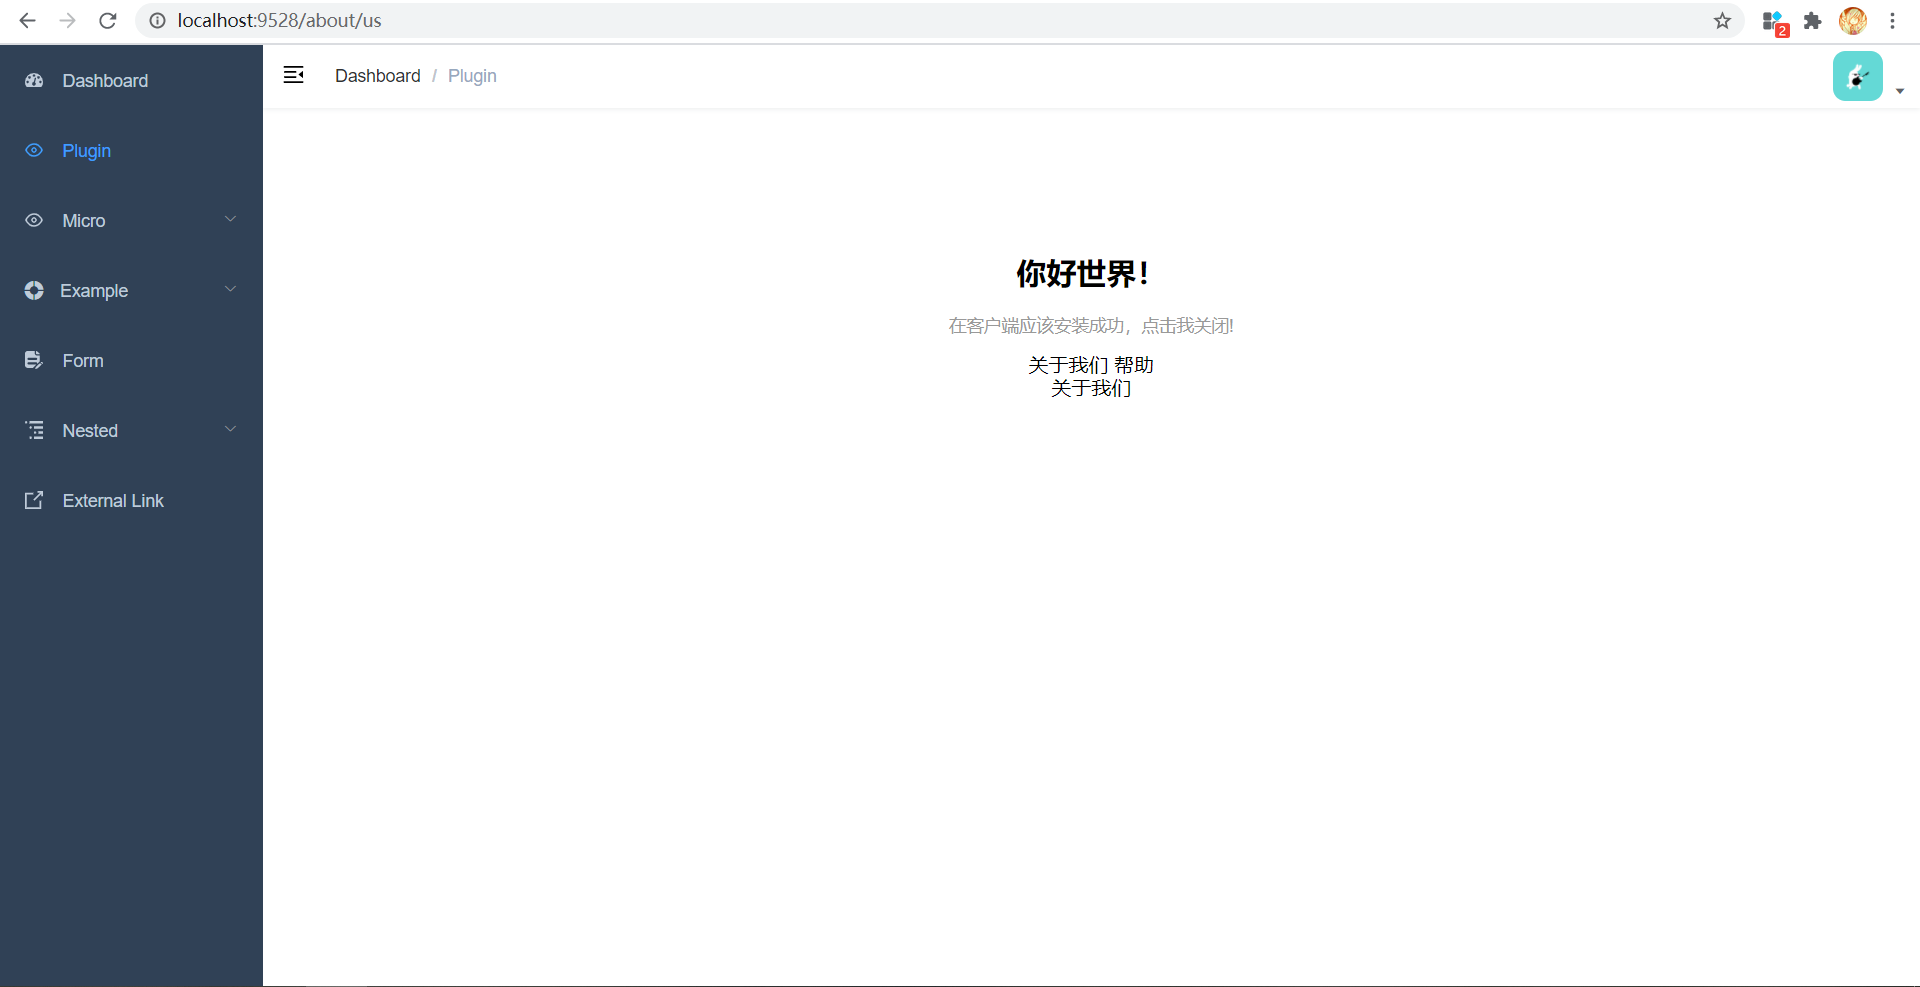 localhost:9528/about/us
2
Dashboard
Plugin
Micro
Example
Form
Nested
External Link
Dashboard / Plugin
你好世界！
在客户端应该安装成功，点击我关闭!
关于我们 帮助
关于我们